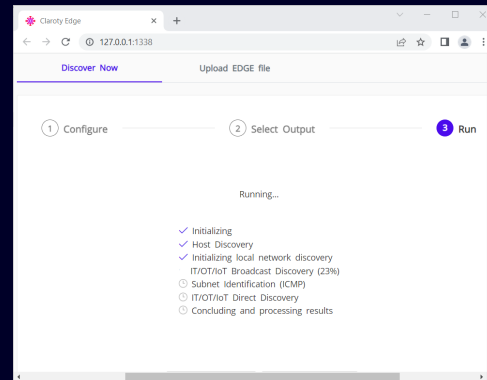 Claroty Edge
127.0.0.1:1338
Discover Now Upload EDGE file
1 Configure 2 Select Output 3 Run
Running...
Initializing
Host Discovery
Initializing local network discovery
IT/OT/IoT Broadcast Discovery (23%)
Subnet Identification (ICMP)
IT/OT/IoT Direct Discovery
Concluding and processing results